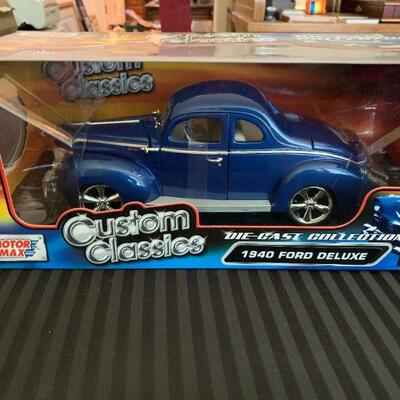 Custom
Classics
Custom
Classics
MOTOR
MAX
DIE-CAST COLLECTION
1940 FORD DELUXE